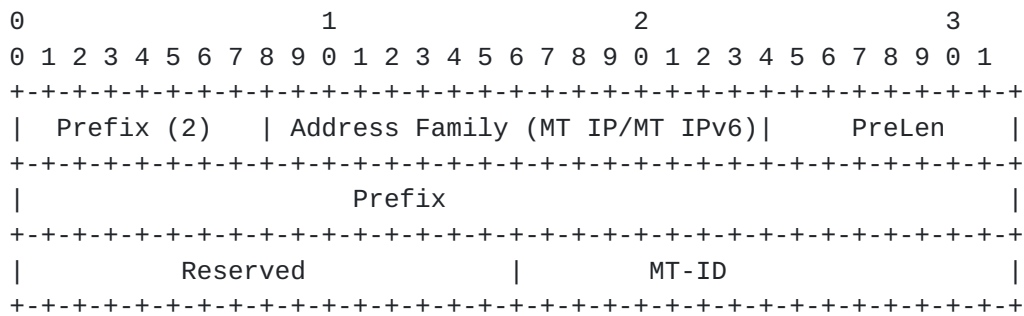 0                   1                   2                   3
0 1 2 3 4 5 6 7 8 9 0 1 2 3 4 5 6 7 8 9 0 1 2 3 4 5 6 7 8 9 0 1
+-+-+-+-+-+-+-+-+-+-+-+-+-+-+-+-+-+-+-+-+-+-+-+-+-+-+-+-+-+-+-+-+
|  Prefix (2)   | Address Family (MT IP/MT IPv6)|     PreLen    |
+-+-+-+-+-+-+-+-+-+-+-+-+-+-+-+-+-+-+-+-+-+-+-+-+-+-+-+-+-+-+-+-+
|                     Prefix                                    |
+-+-+-+-+-+-+-+-+-+-+-+-+-+-+-+-+-+-+-+-+-+-+-+-+-+-+-+-+-+-+-+-+
|          Reserved             |        MT-ID                  |
+-+-+-+-+-+-+-+-+-+-+-+-+-+-+-+-+-+-+-+-+-+-+-+-+-+-+-+-+-+-+-+-+